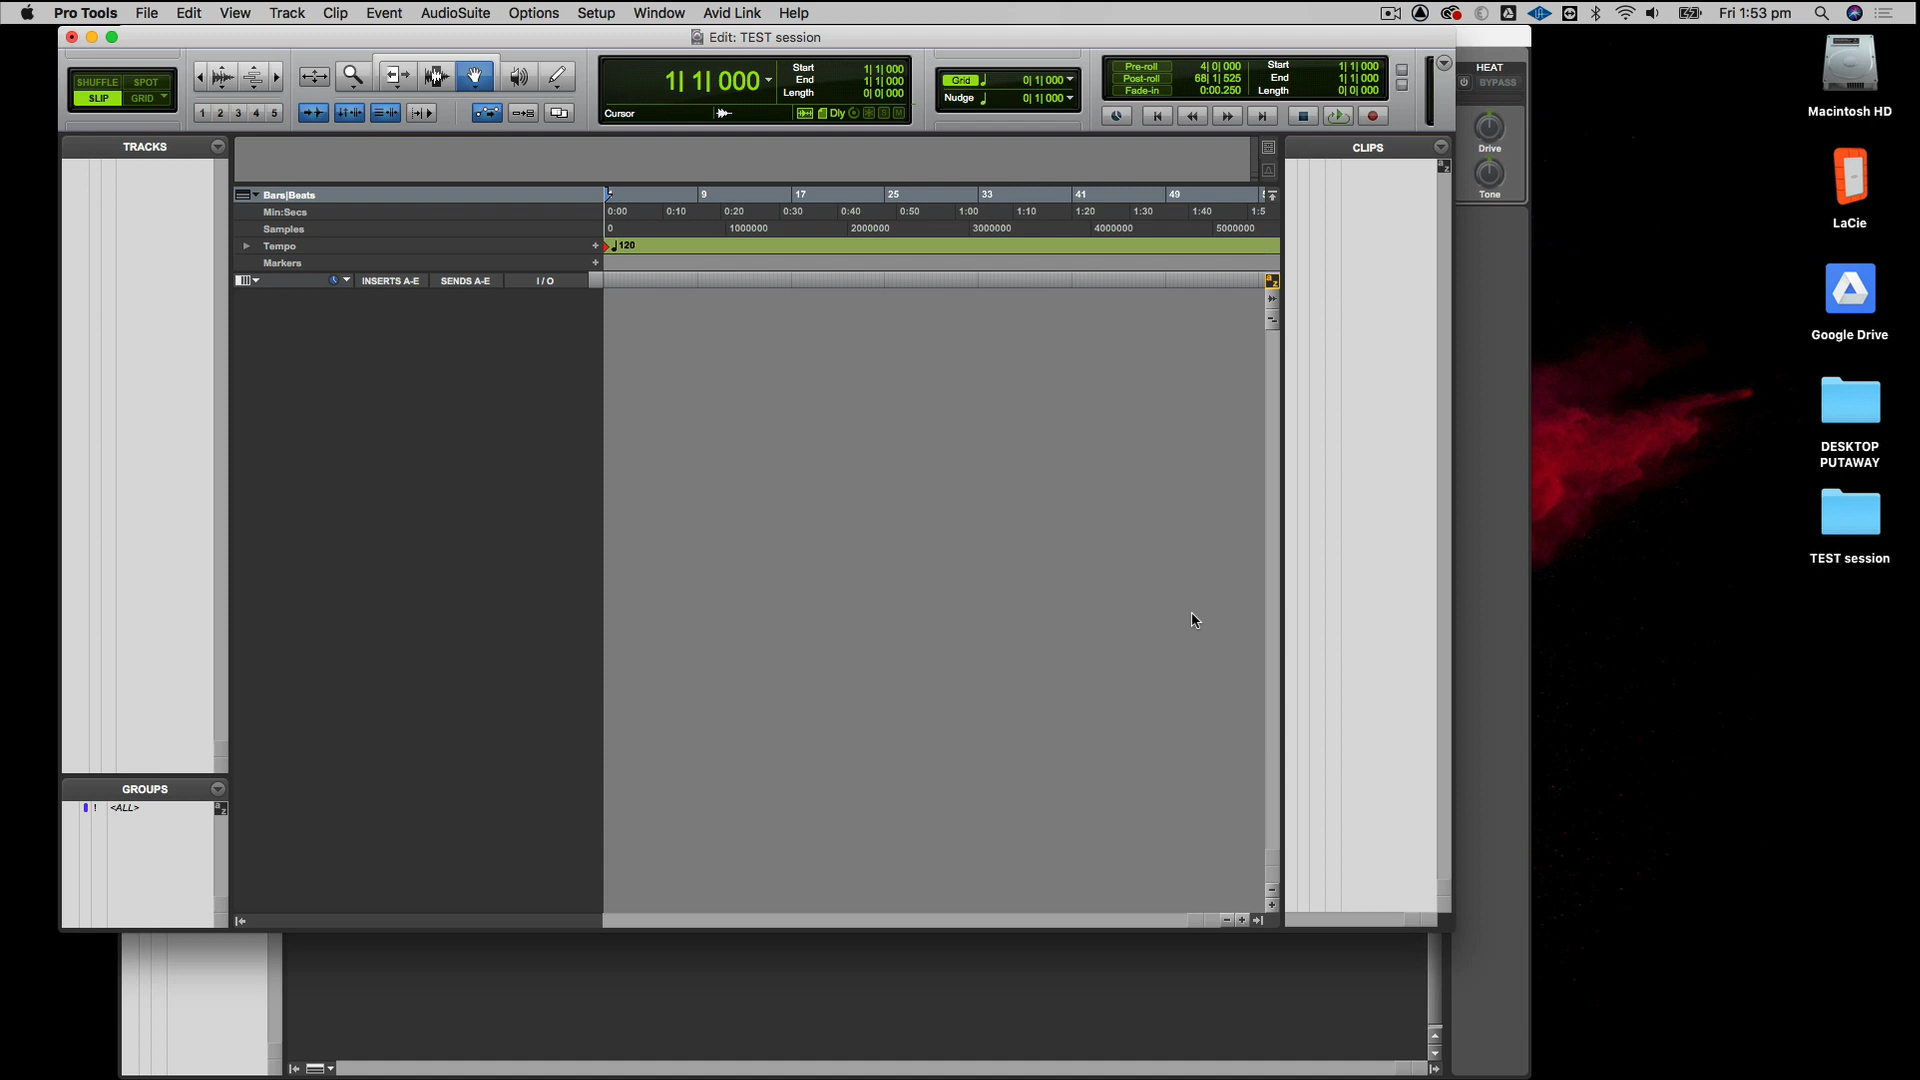 Pro Tools File Edit View Track Clip Event AudioSuite Options Setup Window Avid Link Help Fri 1:53 pm
Edit: TEST session
SHUFFLE SPOT
SLIP GRID
1 2 3 4 5
1| 1| 000
Start 1| 1| 000
End 1| 1| 000
Length 0| 0| 000
Cursor Dly
Grid 0| 1| 000
Nudge 0| 1| 000
Pre-roll 4| 0| 000 Start 1| 1| 000
Post-roll 68| 1| 525 End 1| 1| 000
Fade-in 0:00.250 Length 0| 0| 000
HEAT
BYPASS
Drive
Tone
TRACKS
CLIPS
Bars|Beats 9 17 25 33 41 49
Min:Secs 0:00 0:10 0:20 0:30 0:40 0:50 1:00 1:10 1:20 1:30 1:40 1:5
Samples 0 1000000 2000000 3000000 4000000 5000000
Tempo 120
Markers
INSERTS A-E SENDS A-E I / O
GROUPS
! <ALL>
Macintosh HD
LaCie
Google Drive
DESKTOP
PUTAWAY
TEST session